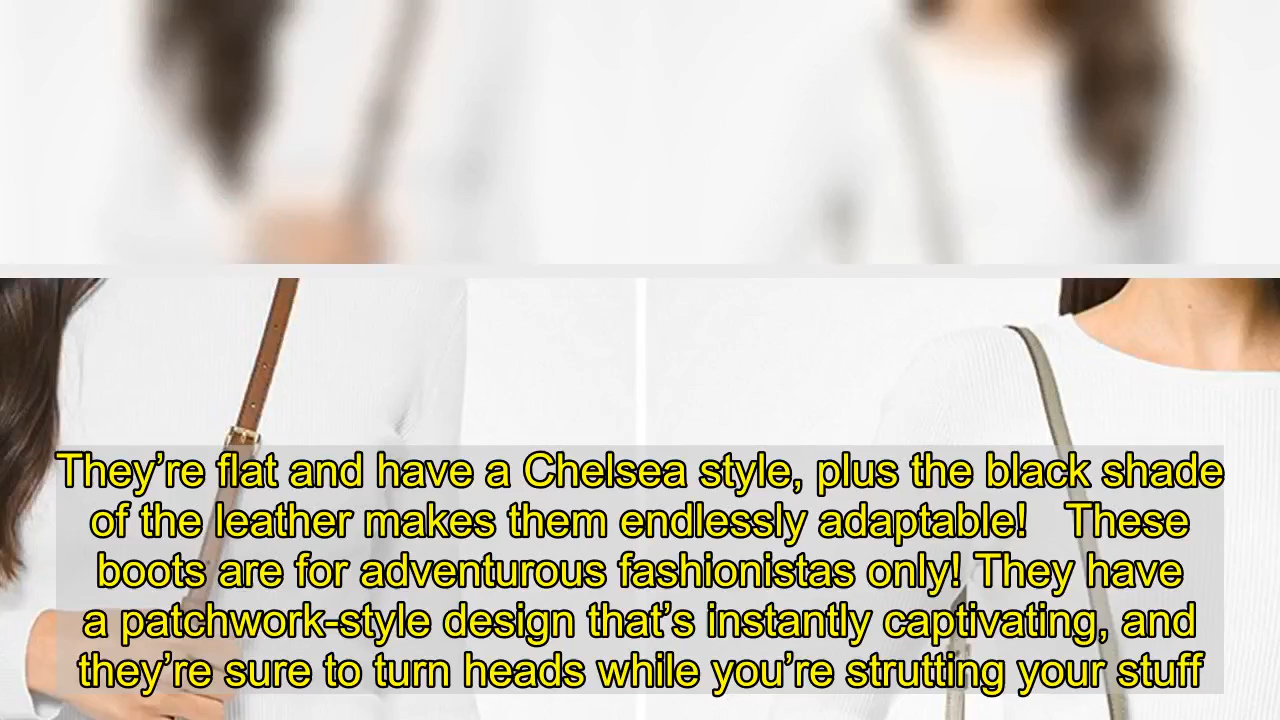 They’re flat and have a Chelsea style, plus the black shade
of the leather makes them endlessly adaptable!   These
boots are for adventurous fashionistas only! They have
a patchwork-style design that’s instantly captivating, and
they’re sure to turn heads while you’re strutting your stuff